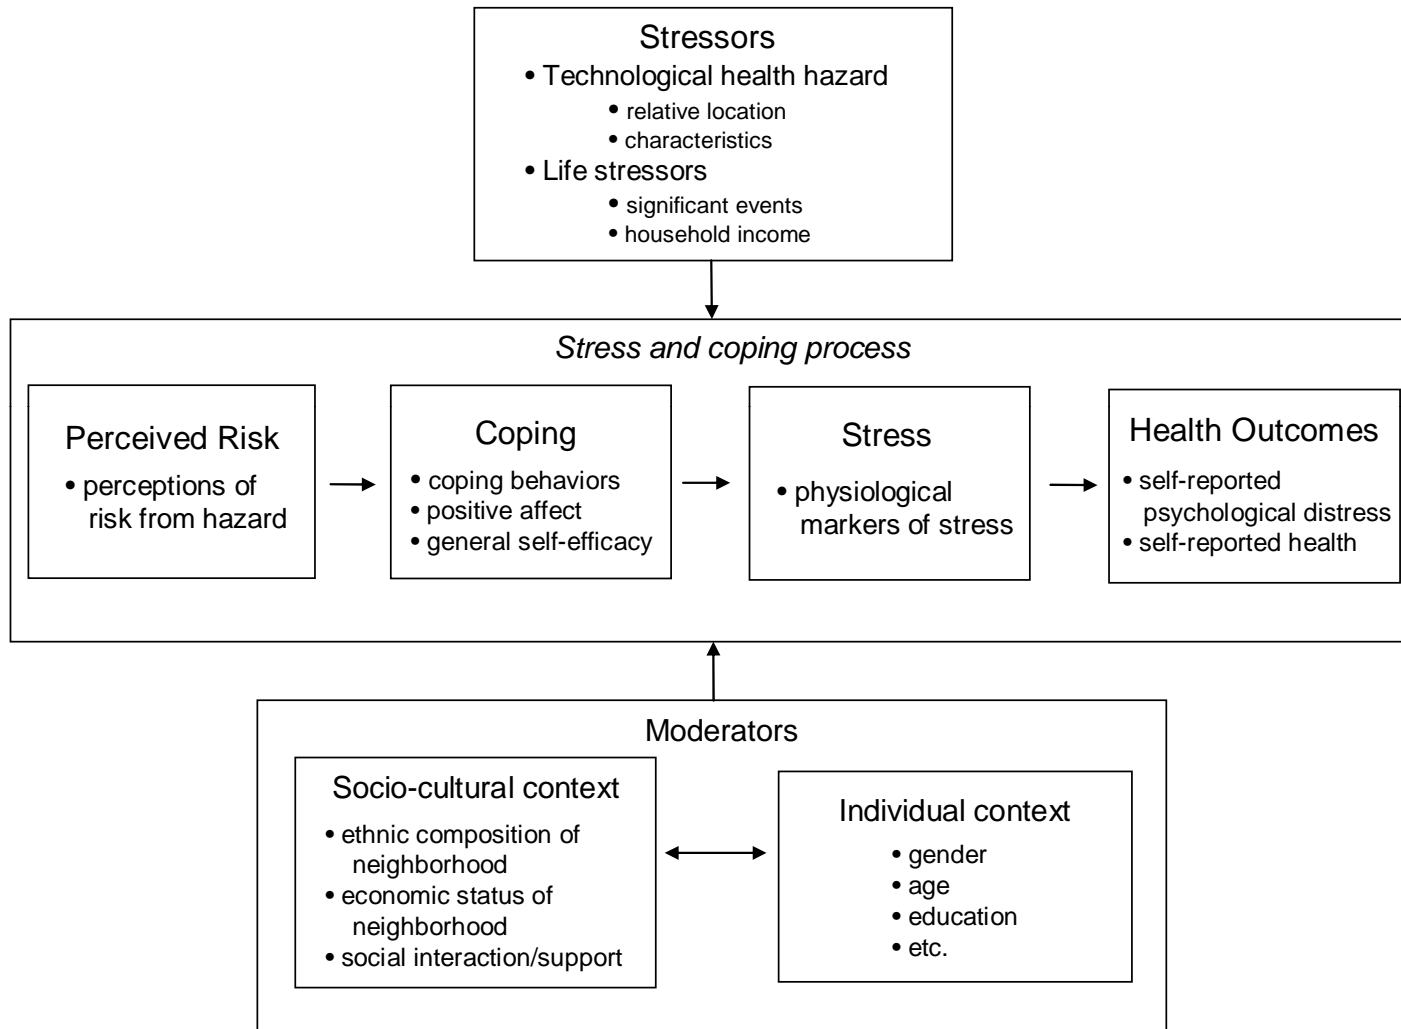 Stressors
• Technological health hazard
• relative location
• characteristics
• Life stressors
• significant events
• household income
Stress and coping process
Perceived Risk
• perceptions of
risk from hazard
Coping
• coping behaviors
• positive affect
• general self-efficacy
Stress
• physiological
markers of stress
Health Outcomes
• self-reported
psychological distress
• self-reported health
Moderators
Socio-cultural context
• ethnic composition of
neighborhood
• economic status of
neighborhood
• social interaction/support
Individual context
• gender
• age
• education
• etc.